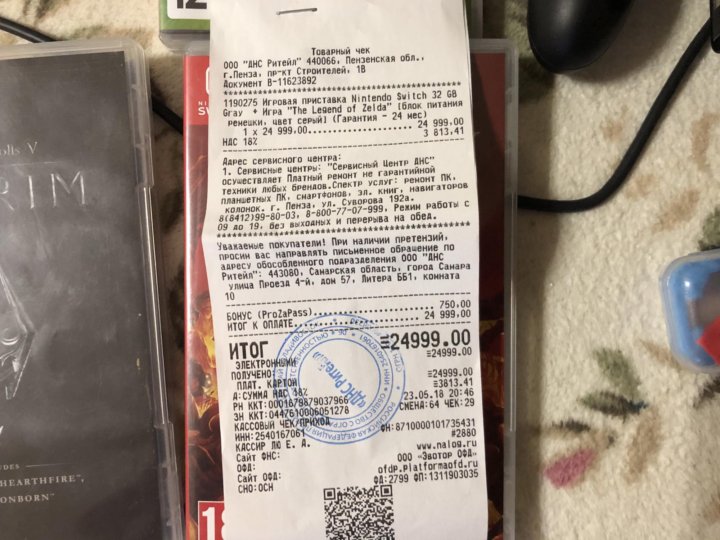 Товарный чек
ООО "ДНС Ритейл" 440066, Пензенская обл.,
г.Пенза, пр-кт Строителей, 1В
Документ В-11623892
1190275 Игровая приставка Nintendo Switch 32 GB
Gray + Игра "The Legend of Zelda" [блок питания
ремешки, цвет серый] (Гарантия - 24 мес)
1 x 24 999,00 24 999,00
НДС 18% 3 813,41
Адрес сервисного центра:
1. Сервисные центры: "Сервисный Центр ДНС"
осуществляет Платный ремонт не гарантийной
техники любых брендов.Спектр услуг: ремонт ПК,
планшетных ПК, смартфонов, эл. книг, навигаторов
колонок. г. Пенза, ул. Суворова 192а.
8(8412)99-80-03, 8-800-77-07-999, Режим работы с
09 до 19, без выходных и перерыва на обед.
Уважаемые покупатели! При наличии претензий,
просим вас направлять письменное обращение по
адресу обособленного подразделения ООО "ДНС
Ритейл": 443080, Самарская область, город Самара
улица Проезд 4-й, дом 57, Литера ББ1, комната
10
БОНУС (ProZaPass) 750,00
ИТОГ К ОПЛАТЕ 24 999,00
ИТОГ ≡24999.00
ЭЛЕКТРОННЫМИ ≡24999.00
ПОЛУЧЕНО:
ПЛАТ. КАРТОЙ ≡24999.00
А:СУММА НДС 18% ≡3813.41
РН ККТ:0001679879037966 23.05.18 20:46
ЗН ККТ:0447610006051278 СМЕНА:64 ЧЕК:29
КАССОВЫЙ ЧЕК/ПРИХОД
ИНН:2540167061 ФН:8710000101735431
КАССИР ЛЮ Е. А. #2880
Сайт ФНС: www.nalog.ru
ОФД: ООО "Эвотор ОФД"
Сайт ОФД: ofdp.platformaofd.ru
СНО:ОСН ФД:2799 ФП:1311903035
"ДНС Ритейл"
olls V
RIM
UDES
HEARTHFIRE",
ONBORN"
SW
18
12